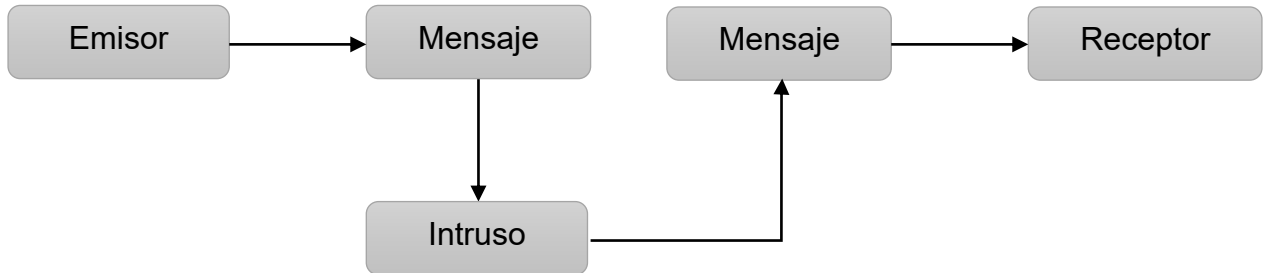 Emisor
Mensaje
Mensaje
Receptor
Intruso